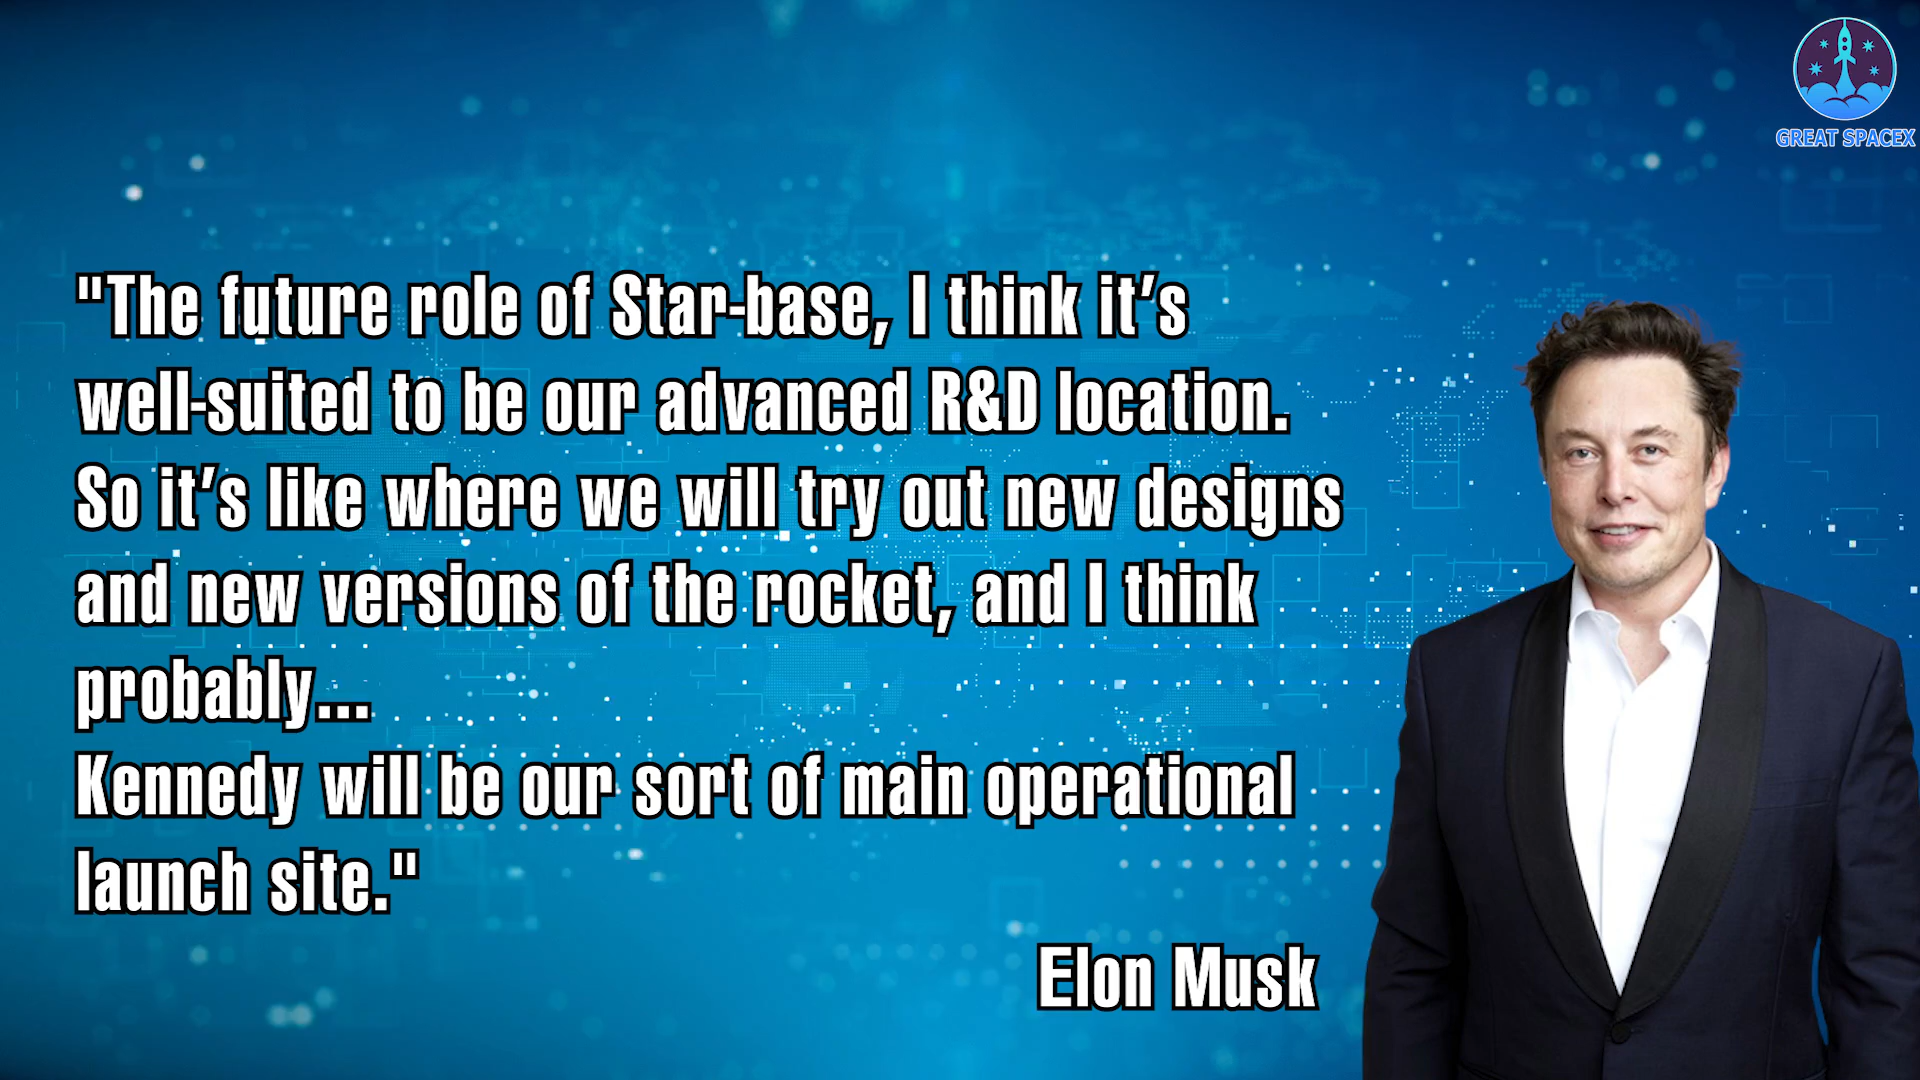 GREAT SPACEX
"The future role of Star-base, I think it’s
well-suited to be our advanced R&D location.
So it’s like where we will try out new designs
and new versions of the rocket, and I think
probably...
Kennedy will be our sort of main operational
launch site."
Elon Musk